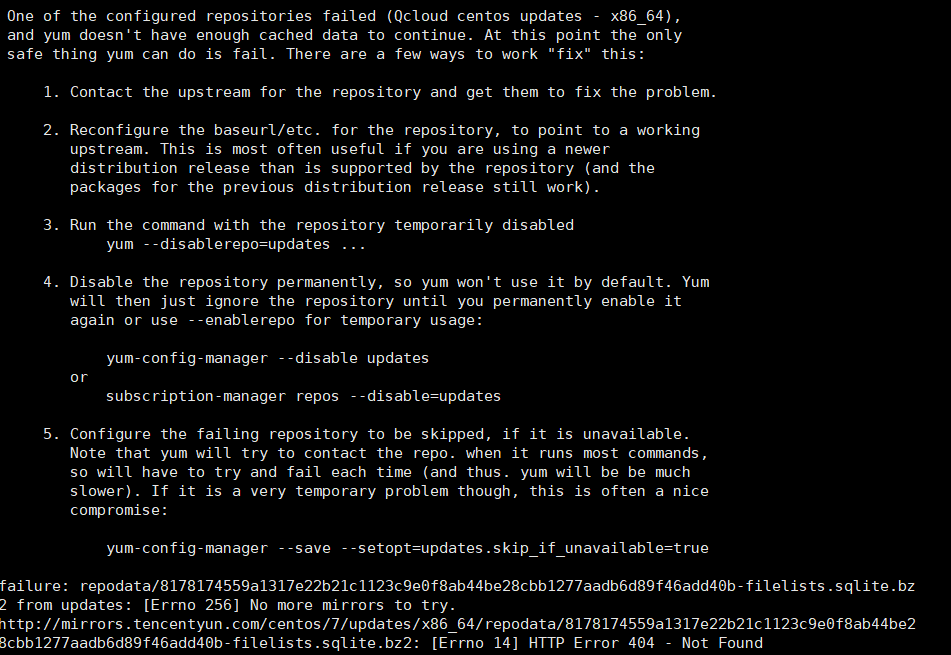 One of the configured repositories failed (Qcloud centos updates - x86_64),
and yum doesn't have enough cached data to continue. At this point the only
safe thing yum can do is fail. There are a few ways to work "fix" this:
1. Contact the upstream for the repository and get them to fix the problem.
2. Reconfigure the baseurl/etc. for the repository, to point to a working
upstream. This is most often useful if you are using a newer
distribution release than is supported by the repository (and the
packages for the previous distribution release still work).
3. Run the command with the repository temporarily disabled
yum --disablerepo=updates ...
4. Disable the repository permanently, so yum won't use it by default. Yum
will then just ignore the repository until you permanently enable it
again or use --enablerepo for temporary usage:
yum-config-manager --disable updates
or
subscription-manager repos --disable=updates
5. Configure the failing repository to be skipped, if it is unavailable.
Note that yum will try to contact the repo. when it runs most commands,
so will have to try and fail each time (and thus. yum will be be much
slower). If it is a very temporary problem though, this is often a nice
compromise:
yum-config-manager --save --setopt=updates.skip_if_unavailable=true
failure: repodata/8178174559a1317e22b21c1123c9e0f8ab44be28cbb1277aadb6d89f46add40b-filelists.sqlite.bz
2 from updates: [Errno 256] No more mirrors to try.
http://mirrors.tencentyun.com/centos/7/updates/x86_64/repodata/8178174559a1317e22b21c1123c9e0f8ab44be2
8cbb1277aadb6d89f46add40b-filelists.sqlite.bz2: [Errno 14] HTTP Error 404 - Not Found